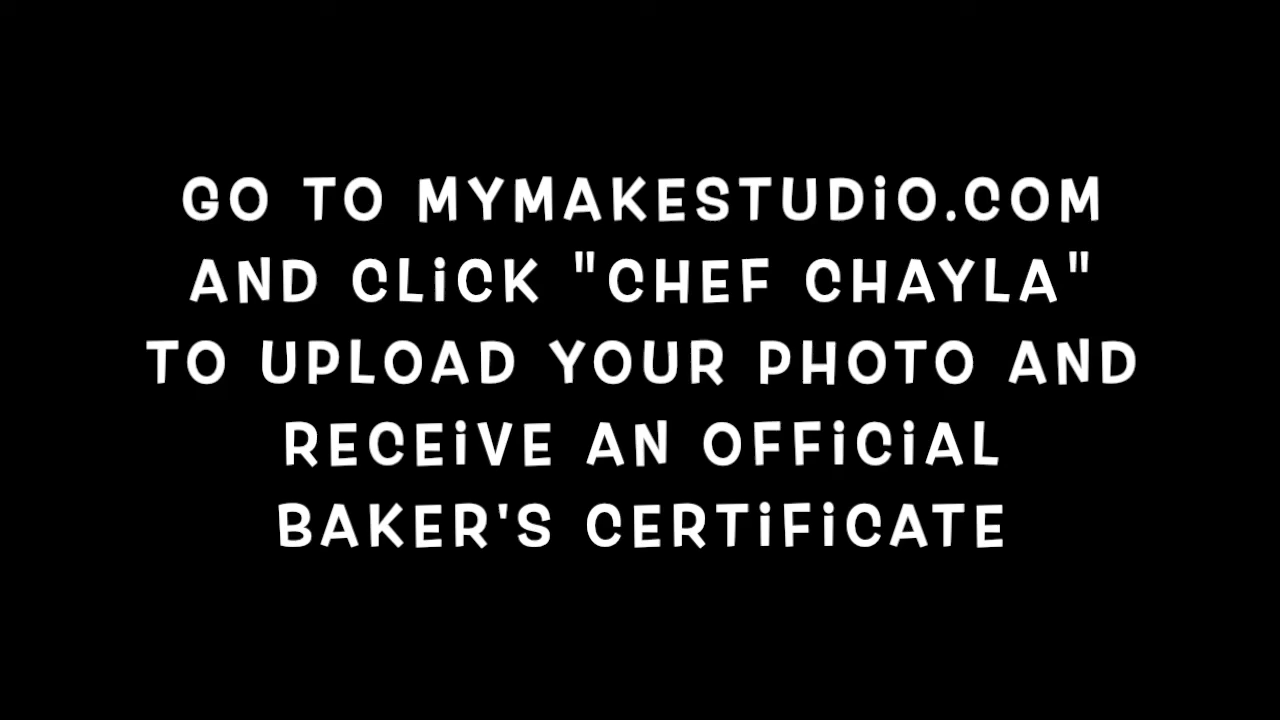 GO TO MYMAKESTUDiO.COM
AND CLiCK "CHEF CHAYLA"
TO UPLOAD YOUR PHOTO AND
RECEiVE AN OFFiCiAL
BAKER'S CERTiFiCATE